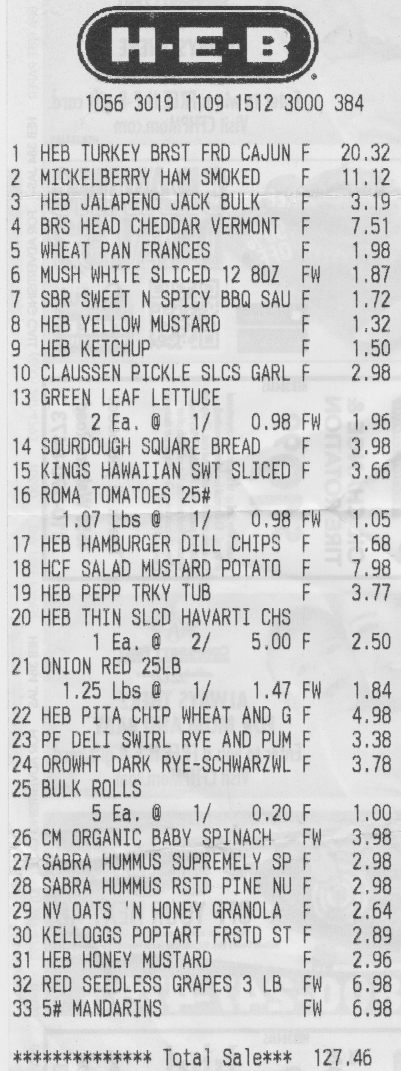 H-E-B
1056 3019 1109 1512 3000 384
1 HEB TURKEY BRST FRD CAJUN F 20.32
2 MICKELBERRY HAM SMOKED F 11.12
3 HEB JALAPENO JACK BULK F 3.19
4 BRS HEAD CHEDDAR VERMONT F 7.51
5 WHEAT PAN FRANCES F 1.98
6 MUSH WHITE SLICED 12 8OZ FW 1.87
7 SBR SWEET N SPICY BBQ SAU F 1.72
8 HEB YELLOW MUSTARD F 1.32
9 HEB KETCHUP F 1.50
10 CLAUSSEN PICKLE SLCS GARL F 2.98
13 GREEN LEAF LETTUCE
2 Ea. @ 1/ 0.98 FW 1.96
14 SOURDOUGH SQUARE BREAD F 3.98
15 KINGS HAWAIIAN SWT SLICED F 3.66
16 ROMA TOMATOES 25#
1.07 Lbs @ 1/ 0.98 FW 1.05
17 HEB HAMBURGER DILL CHIPS F 1.68
18 HCF SALAD MUSTARD POTATO F 7.98
19 HEB PEPP TRKY TUB F 3.77
20 HEB THIN SLCD HAVARTI CHS
1 Ea. @ 2/ 5.00 F 2.50
21 ONION RED 25LB
1.25 Lbs @ 1/ 1.47 FW 1.84
22 HEB PITA CHIP WHEAT AND G F 4.98
23 PF DELI SWIRL RYE AND PUM F 3.38
24 OROWHT DARK RYE-SCHWARZWL F 3.78
25 BULK ROLLS
5 Ea. @ 1/ 0.20 F 1.00
26 CM ORGANIC BABY SPINACH FW 3.98
27 SABRA HUMMUS SUPREMELY SP F 2.98
28 SABRA HUMMUS RSTD PINE NU F 2.98
29 NV OATS 'N HONEY GRANOLA F 2.64
30 KELLOGGS POPTART FRSTD ST F 2.89
31 HEB HONEY MUSTARD F 2.96
32 RED SEEDLESS GRAPES 3 LB FW 6.98
33 5# MANDARINS FW 6.98
************** Total Sale*** 127.46